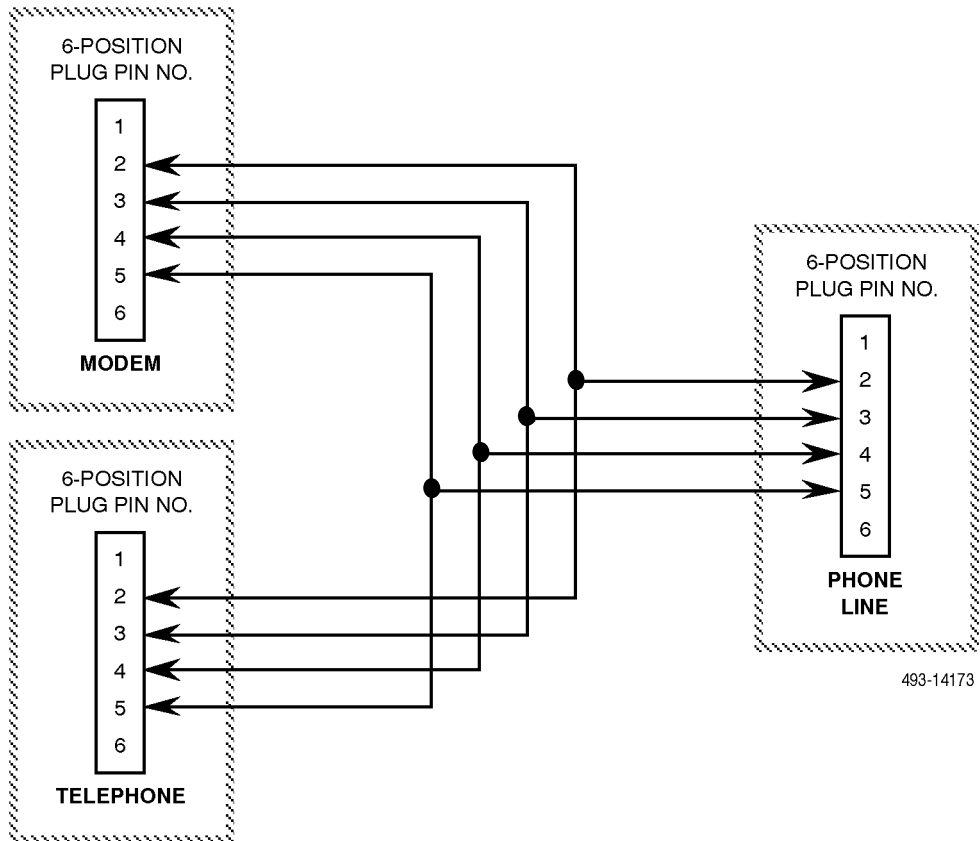 6-POSITION
PLUG PIN NO.
1
2
3
4
5
6
MODEM
6-POSITION
PLUG PIN NO.
1
2
3
4
5
6
TELEPHONE
6-POSITION
PLUG PIN NO.
1
2
3
4
5
6
PHONE
LINE
493-14173